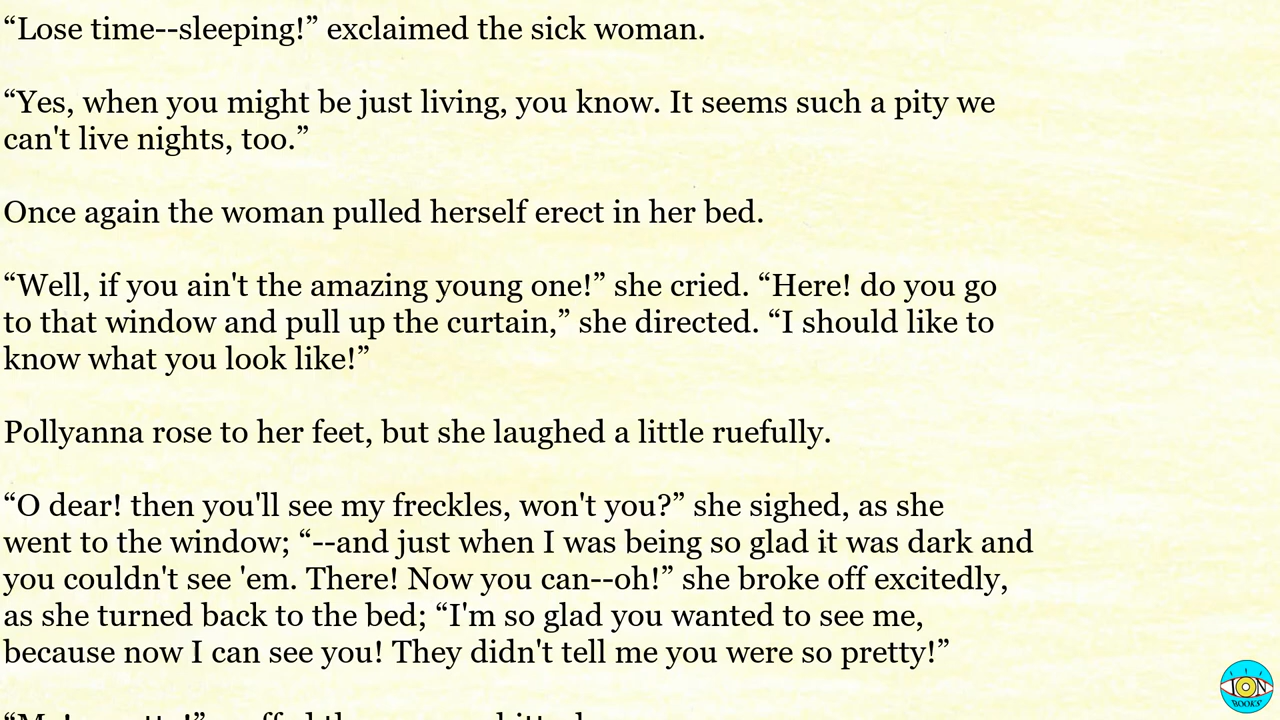 “Lose time--sleeping!” exclaimed the sick woman.
“Yes, when you might be just living, you know. It seems such a pity we
can't live nights, too.”
Once again the woman pulled herself erect in her bed.
“Well, if you ain't the amazing young one!” she cried. “Here! do you go
to that window and pull up the curtain,” she directed. “I should like to
know what you look like!”
Pollyanna rose to her feet, but she laughed a little ruefully.
“O dear! then you'll see my freckles, won't you?” she sighed, as she
went to the window; “--and just when I was being so glad it was dark and
you couldn't see 'em. There! Now you can--oh!” she broke off excitedly,
as she turned back to the bed; “I'm so glad you wanted to see me,
because now I can see you! They didn't tell me you were so pretty!”
ION
BOOKS